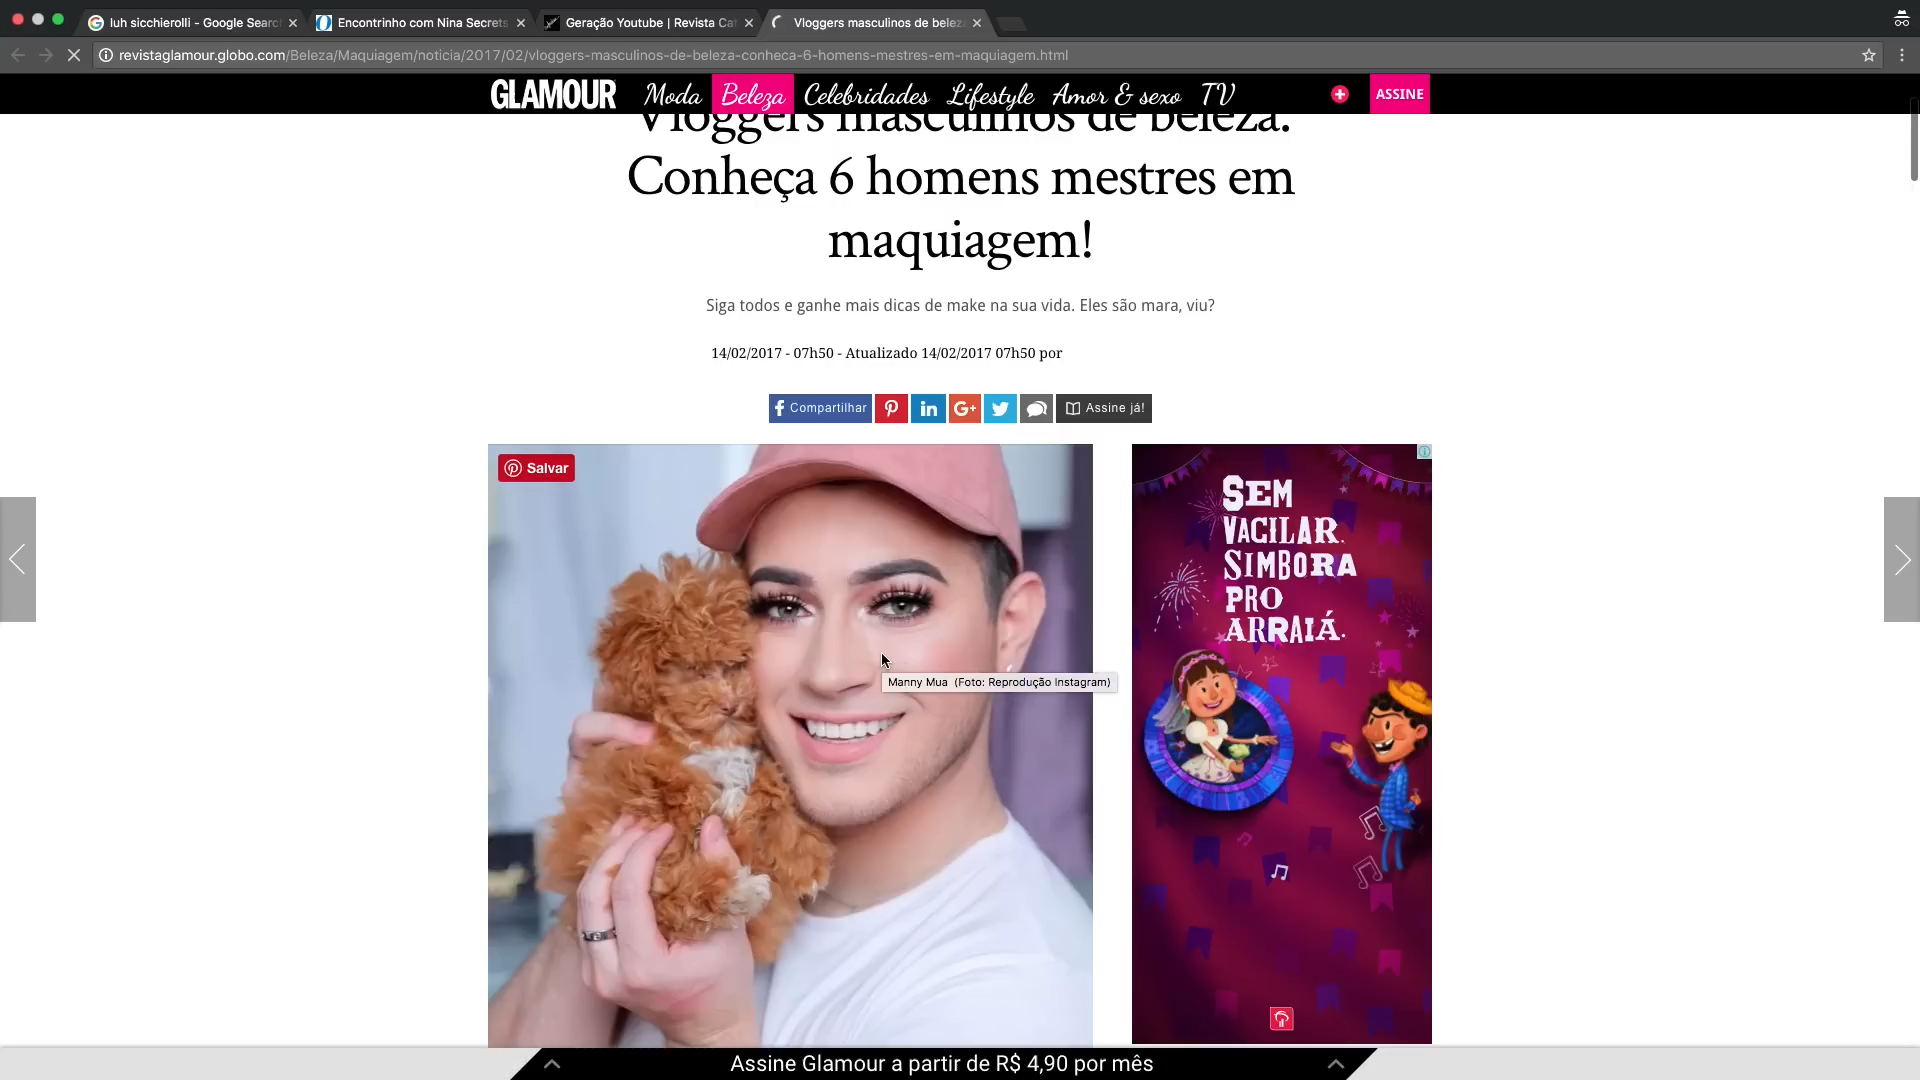 luh sicchierolli - Google Searc
Encontrinho com Nina Secrets
Geração Youtube | Revista Ca
Vloggers masculinos de beleza
revistaglamour.globo.com/Beleza/Maquiagem/noticia/2017/02/vloggers-masculinos-de-beleza-conheca-6-homens-mestres-em-maquiagem.html
GLAMOUR Moda Beleza Celebridades Lifestyle Amor & sexo TV ASSINE
Vloggers masculinos de beleza.
Conheça 6 homens mestres em
maquiagem!
Siga todos e ganhe mais dicas de make na sua vida. Eles são mara, viu?
14/02/2017 - 07h50 - Atualizado 14/02/2017 07h50 por
Compartilhar
Assine já!
Salvar
Manny Mua (Foto: Reprodução Instagram)
SEM
VACILAR.
SIMBORA
PRO
ARRAIÁ.
Assine Glamour a partir de R$ 4,90 por mês